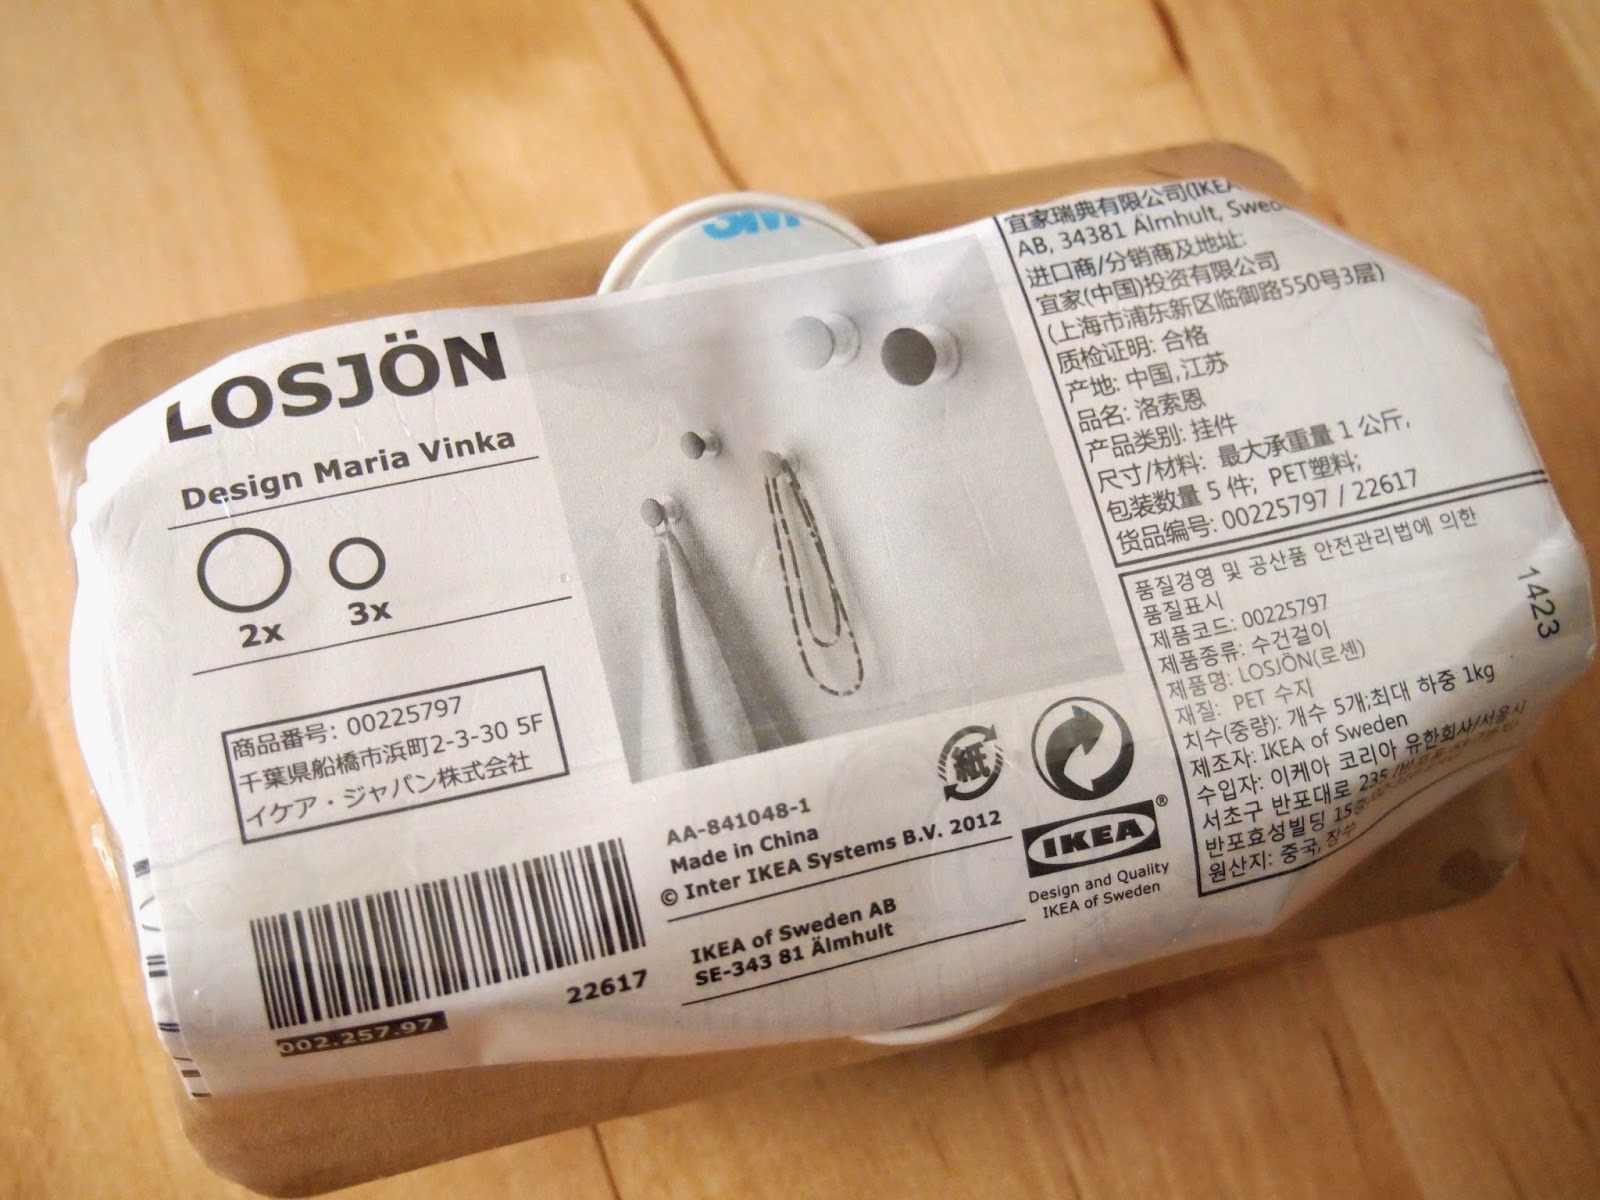 3M
LOSJÖN
Design Maria Vinka
2x
3x
商品番号: 00225797
千葉県船橋市浜町2-3-30 5F
イケア・ジャパン株式会社
22617
002.257.97
AA-841048-1
Made in China
© Inter IKEA Systems B.V. 2012
IKEA of Sweden AB
SE-343 81 Älmhult
紙
IKEA®
Design and Quality
IKEA of Sweden
宜家瑞典有限公司(IKEA
AB, 34381 Älmhult,
进口商/分销商及地址:
宜家(中国)投资有限公司
(上海市浦东新区临御路550号3层)
质检证明: 合格
产地: 中国,江苏
品名: 洛索恩
产品类别: 挂件
尺寸/材料: 最大承重量 1 公斤,
包装数量 5 件; PET塑料;
货品编号: 00225797 / 22617
품질경영 및 공산품 안전관리법에 의한
품질표시
제품코드: 00225797
제품종류: 수건걸이
제품명: LOSJÖN(로셴)
재질: PET 수지
치수(중량): 개수 5개;최대 하중 1kg
제조자: IKEA of Sweden
수입자: 이케아 코리아 유한회사/서울시
서초구 반포대로 235
반포효성빌딩
원산지: 중국,
1423